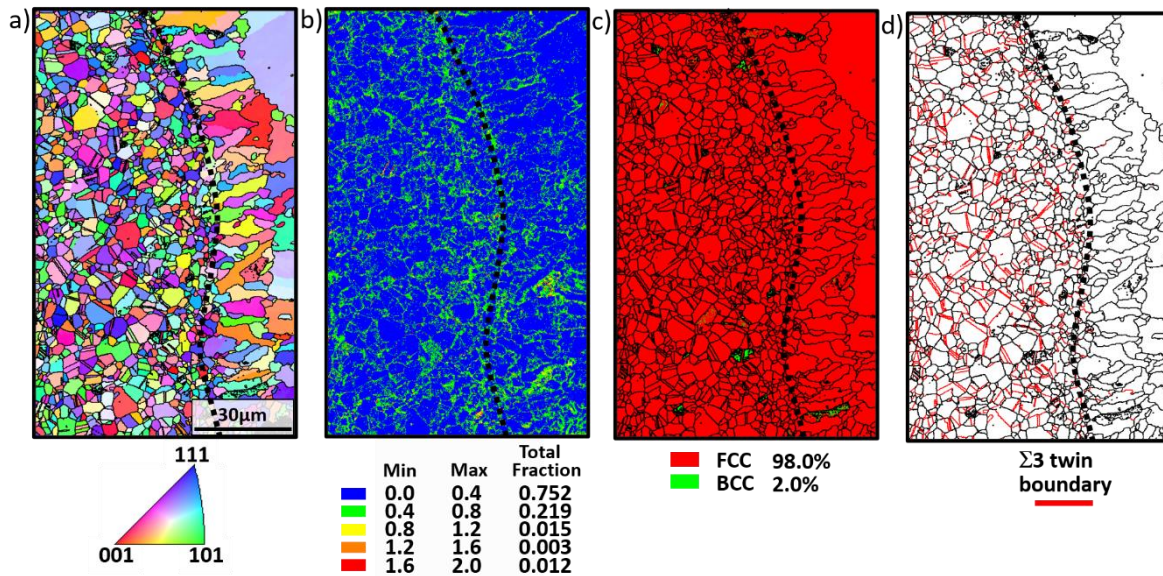 a)
b)
c)
d)
30μm
111
001
101
Total
Min Max Fraction
0.0 0.4 0.752
0.4 0.8 0.219
0.8 1.2 0.015
1.2 1.6 0.003
1.6 2.0 0.012
FCC 98.0%
BCC 2.0%
Σ3 twin
boundary